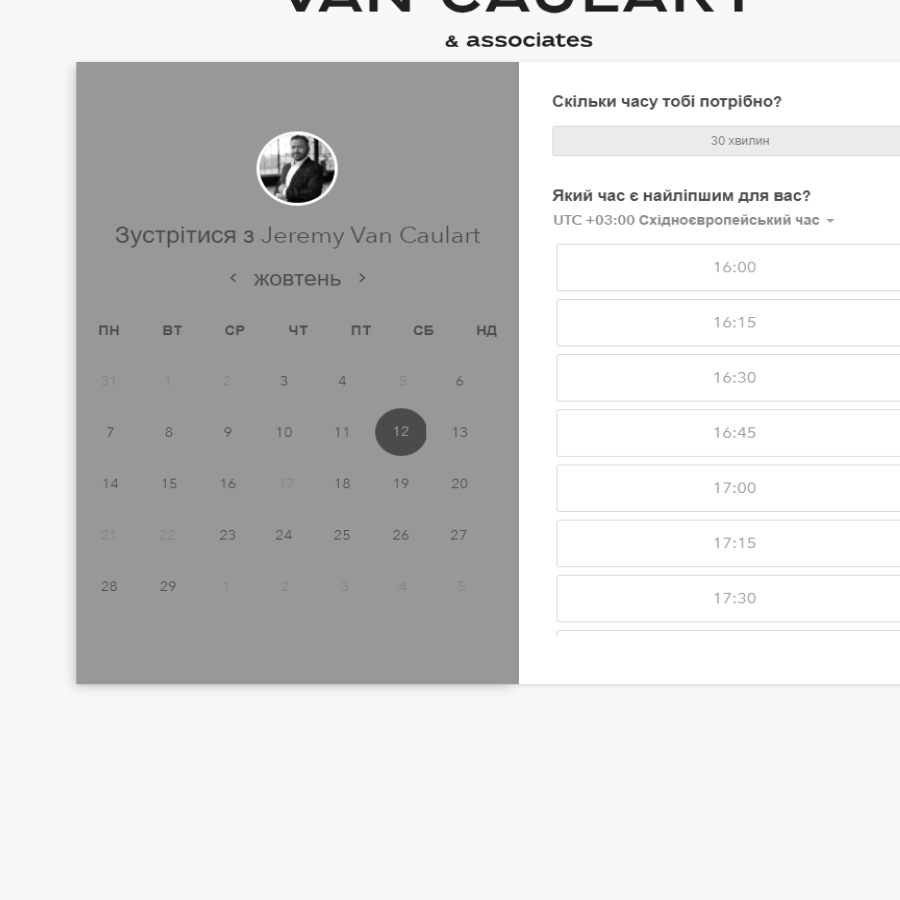 VAN CAULART
& associates
Зустрітися з Jeremy Van Caulart
жовтень
ПН ВТ СР ЧТ ПТ СБ НД
31 1 2 3 4 5 6
7 8 9 10 11 12 13
14 15 16 17 18 19 20
21 22 23 24 25 26 27
28 29 1 2 3 4 5
Скільки часу тобі потрібно?
30 хвилин
Який час є найліпшим для вас?
UTC +03:00 Східноєвропейський час
16:00
16:15
16:30
16:45
17:00
17:15
17:30